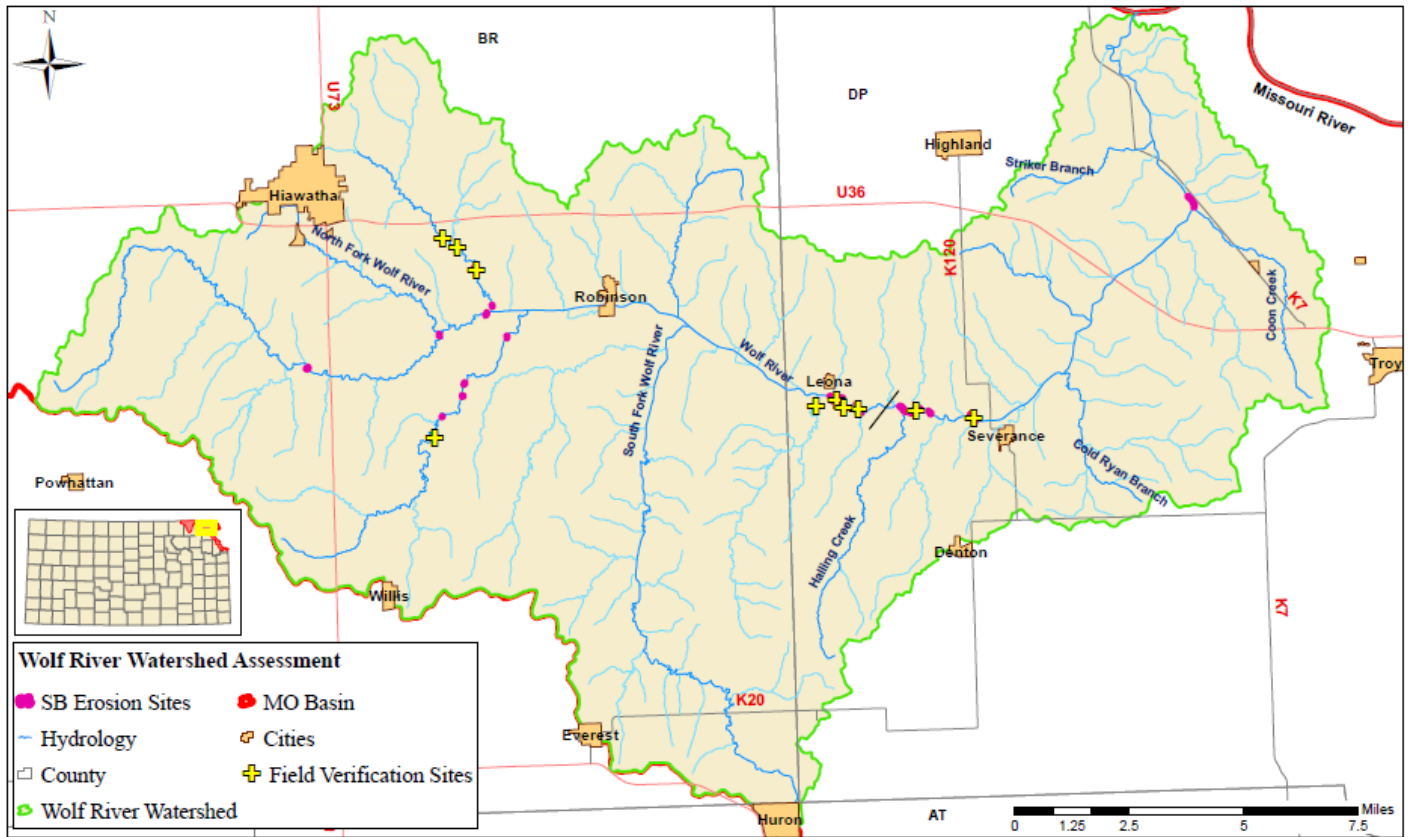 N
BR
DP
U73
Missouri River
Highland
Striker Branch
Hiawatha
U36
North Fork Wolf River
K120
Robinson
K7
Coon Creek
Wolf River
South Fork Wolf River
Leona
Troy
Severance
Cold Ryan Branch
Powhattan
Halling Creek
Denton
Willis
K7
Wolf River Watershed Assessment
SB Erosion Sites
MO Basin
Hydrology
Cities
County
Field Verification Sites
Wolf River Watershed
K20
Everest
Huron
AT
Miles
0 1.25 2.5 5 7.5